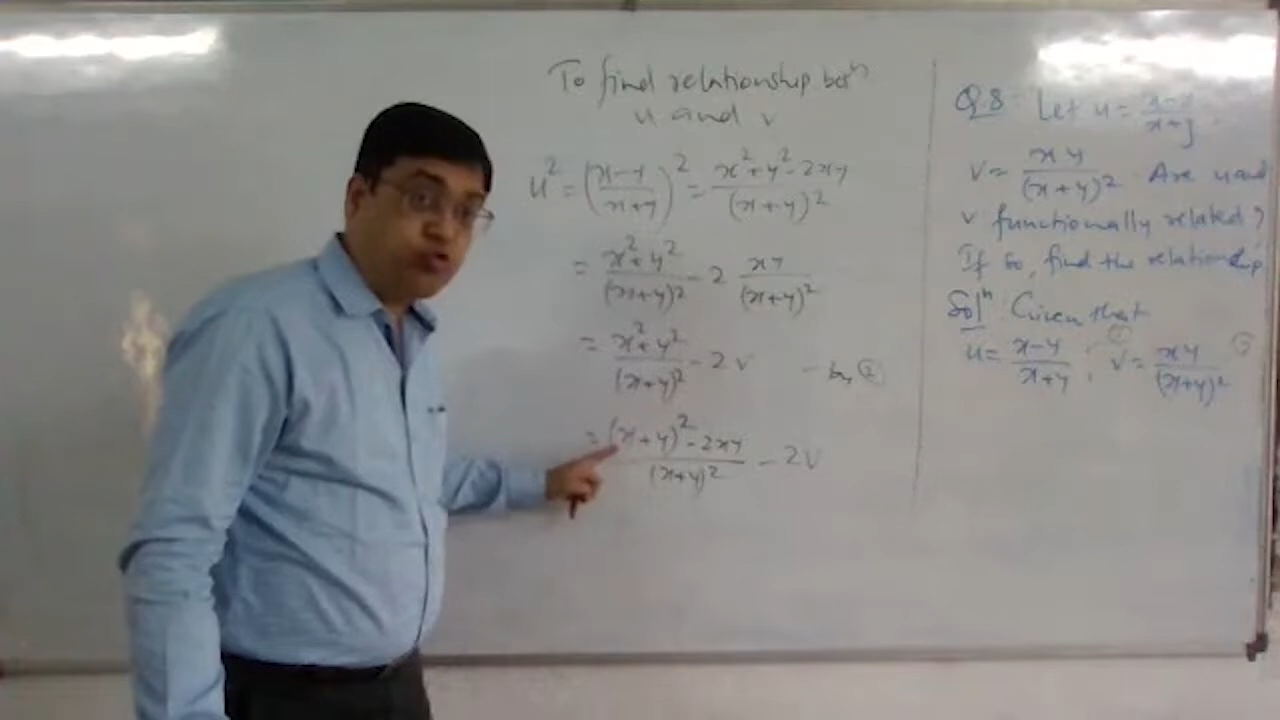 To find relationship betⁿ
u and v
u² = (x-y/x+y)² = x²+y²-2xy/(x+y)²
= x²+y²/(x+y)² - 2 xy/(x+y)²
= x²+y²/(x+y)² - 2v - by ②
= (x+y)²-2xy/(x+y)² - 2v
Q.8: Let u = x-y/x+y,
v = xy/(x+y)². Are u and
v functionally related?
If so, find the relationship
Solⁿ: Given that
u = x-y/x+y, ① v = xy/(x+y)² ②